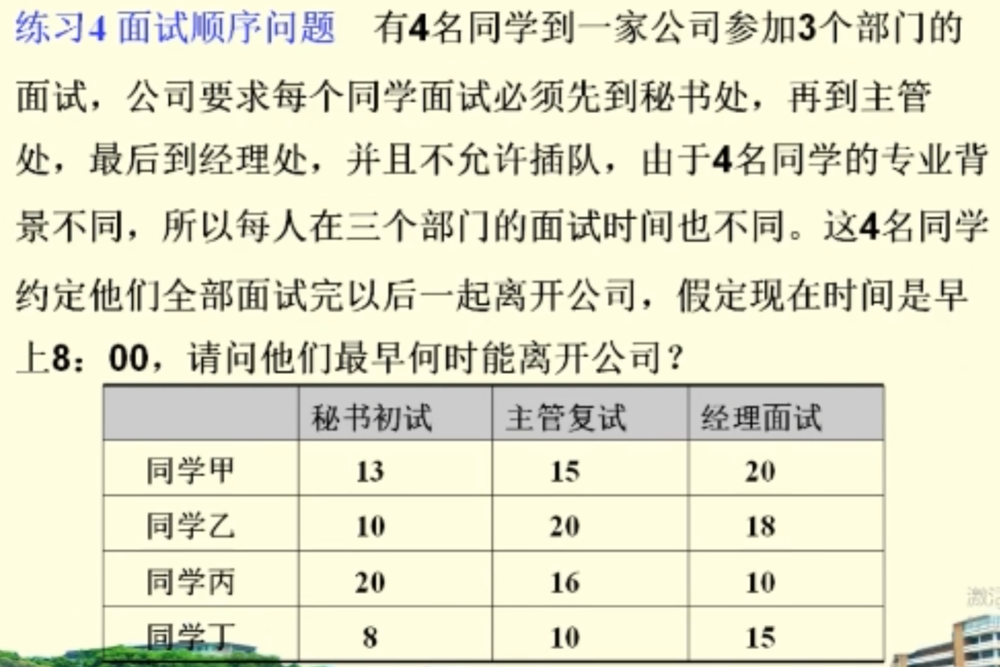 练习4 面试顺序问题 有4名同学到一家公司参加3个部门的
面试，公司要求每个同学面试必须先到秘书处，再到主管
处，最后到经理处，并且不允许插队，由于4名同学的专业背
景不同，所以每人在三个部门的面试时间也不同。这4名同学
约定他们全部面试完以后一起离开公司，假定现在时间是早
上8：00，请问他们最早何时能离开公司？
秘书初试 主管复试 经理面试
同学甲 13 15 20
同学乙 10 20 18
同学丙 20 16 10
激活
同学丁 8 10 15